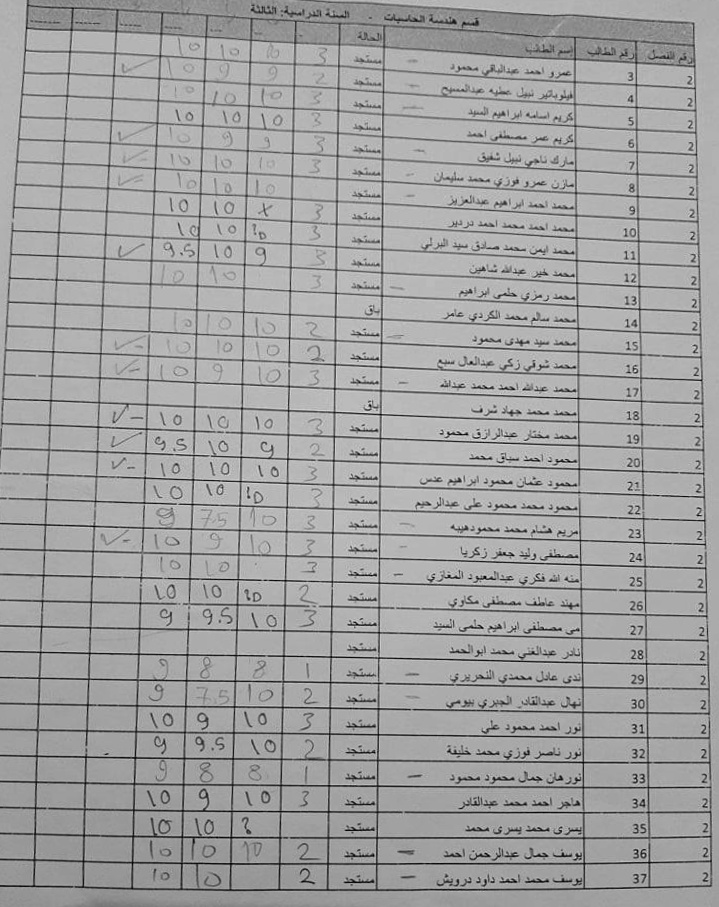 قسم هندسة الحاسبات - السنة الدراسية: الثالثة
رقم الفصل رقم الطالب إسم الطالب الحالة
2 3 عمرو احمد عبدالباقي محمود – مستجد 3 10 10 10
2 4 فيلوباتير نبيل عطيه عبدالمسيح – مستجد 2 9 9 10 ✓
2 5 كريم اسامه ابراهيم السيد – مستجد 3 10 10 10
2 6 كريم عمر مصطفى احمد مستجد 3 10 10 10
2 7 مارك ناجي نبيل شفيق – مستجد 3 9 9 10 ✓
2 8 مازن عمرو فوزي محمد سليمان – مستجد 3 10 10 10 ✓-
2 9 محمد احمد ابراهيم عبدالعزيز – مستجد 10 10 10 ✓-
2 10 محمد احمد محمد احمد دردير مستجد 3 x 10 10
2 11 محمد ايمن محمد صادق سيد البرلي مستجد 3 10 10
2 12 محمد خير عبدالله شاهين مستجد 3 9 10 9.5 ✓
2 13 محمد رمزي حلمى ابراهيم – مستجد 3 10 10
2 14 محمد سالم محمد الكردي عامر باق
2 15 محمد سيد مهدى محمود – مستجد 2 10 10 10
2 16 محمد شوقي زكي عبدالعال سبع مستجد 2 10 10 10 ✓-
2 17 محمد عبدالله احمد محمد عبدالله – مستجد 3 10 9 10 ✓-
2 18 محمد محمد جهاد شرف باق
2 19 محمد مختار عبدالرازق محمود مستجد 3 10 10 10 ✓-
2 20 محمود احمد سباق محمد مستجد 2 9 10 9.5 ✓
2 21 محمود عثمان محمود ابراهيم عدس مستجد 3 10 10 10 ✓-
2 22 محمود محمد محمود على عبدالرحيم مستجد 3 10 10
2 23 مريم هشام محمد محمودهيبه – مستجد 3 10 7.5 9
2 24 مصطفى وليد جعفر زكريا – مستجد 3 10 9 10 ✓-
2 25 منه الله فكري عبدالمعبود المغازي – مستجد 3 10 10
2 26 مهند عاطف مصطفى مكاوي مستجد 2 10 10
2 27 مى مصطفى ابراهيم حلمى السيد مستجد 3 10 9.5 9
2 28 نادر عبدالغني محمد ابوالحمد مستجد
2 29 ندى عادل محمدي النحريري – مستجد 1 8 8 9
2 30 نهال عبدالقادر الجبري بيومي – مستجد 2 10 7.5 9
2 31 نور احمد محمود علي مستجد 3 10 9 10
2 32 نور ناصر فوزي محمد خليفة مستجد 2 10 9.5 9
2 33 نورهان جمال محمود محمود – مستجد 1 8 8 9
2 34 هاجر احمد محمد عبدالقادر مستجد 3 10 9 10
2 35 يسرى محمد يسرى محمد مستجد ? 10 10
2 36 يوسف جمال عبدالرحمن احمد – مستجد 2 10 10 10
2 37 يوسف محمد احمد داود درويش – مستجد 2 10 10